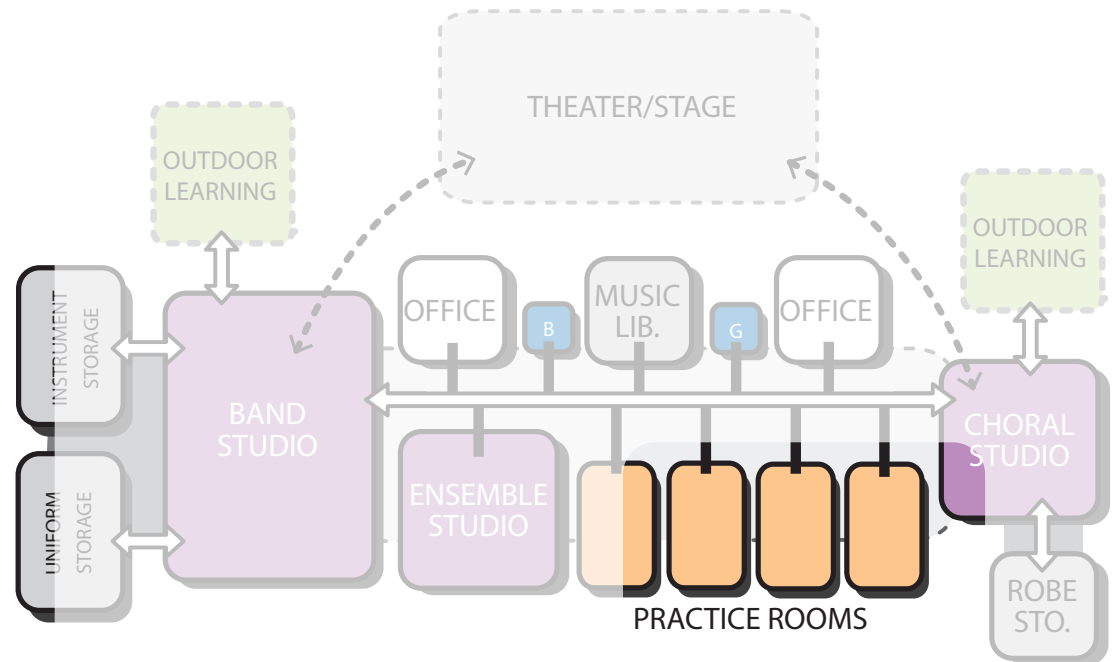 THEATER/STAGE
OUTDOOR
LEARNING
OUTDOOR
LEARNING
OFFICE
B
MUSIC
LIB.
G
OFFICE
INSTRUMENT
STORAGE
BAND
STUDIO
CHORAL
STUDIO
UNIFORM
STORAGE
ENSEMBLE
STUDIO
PRACTICE ROOMS
ROBE
STO.